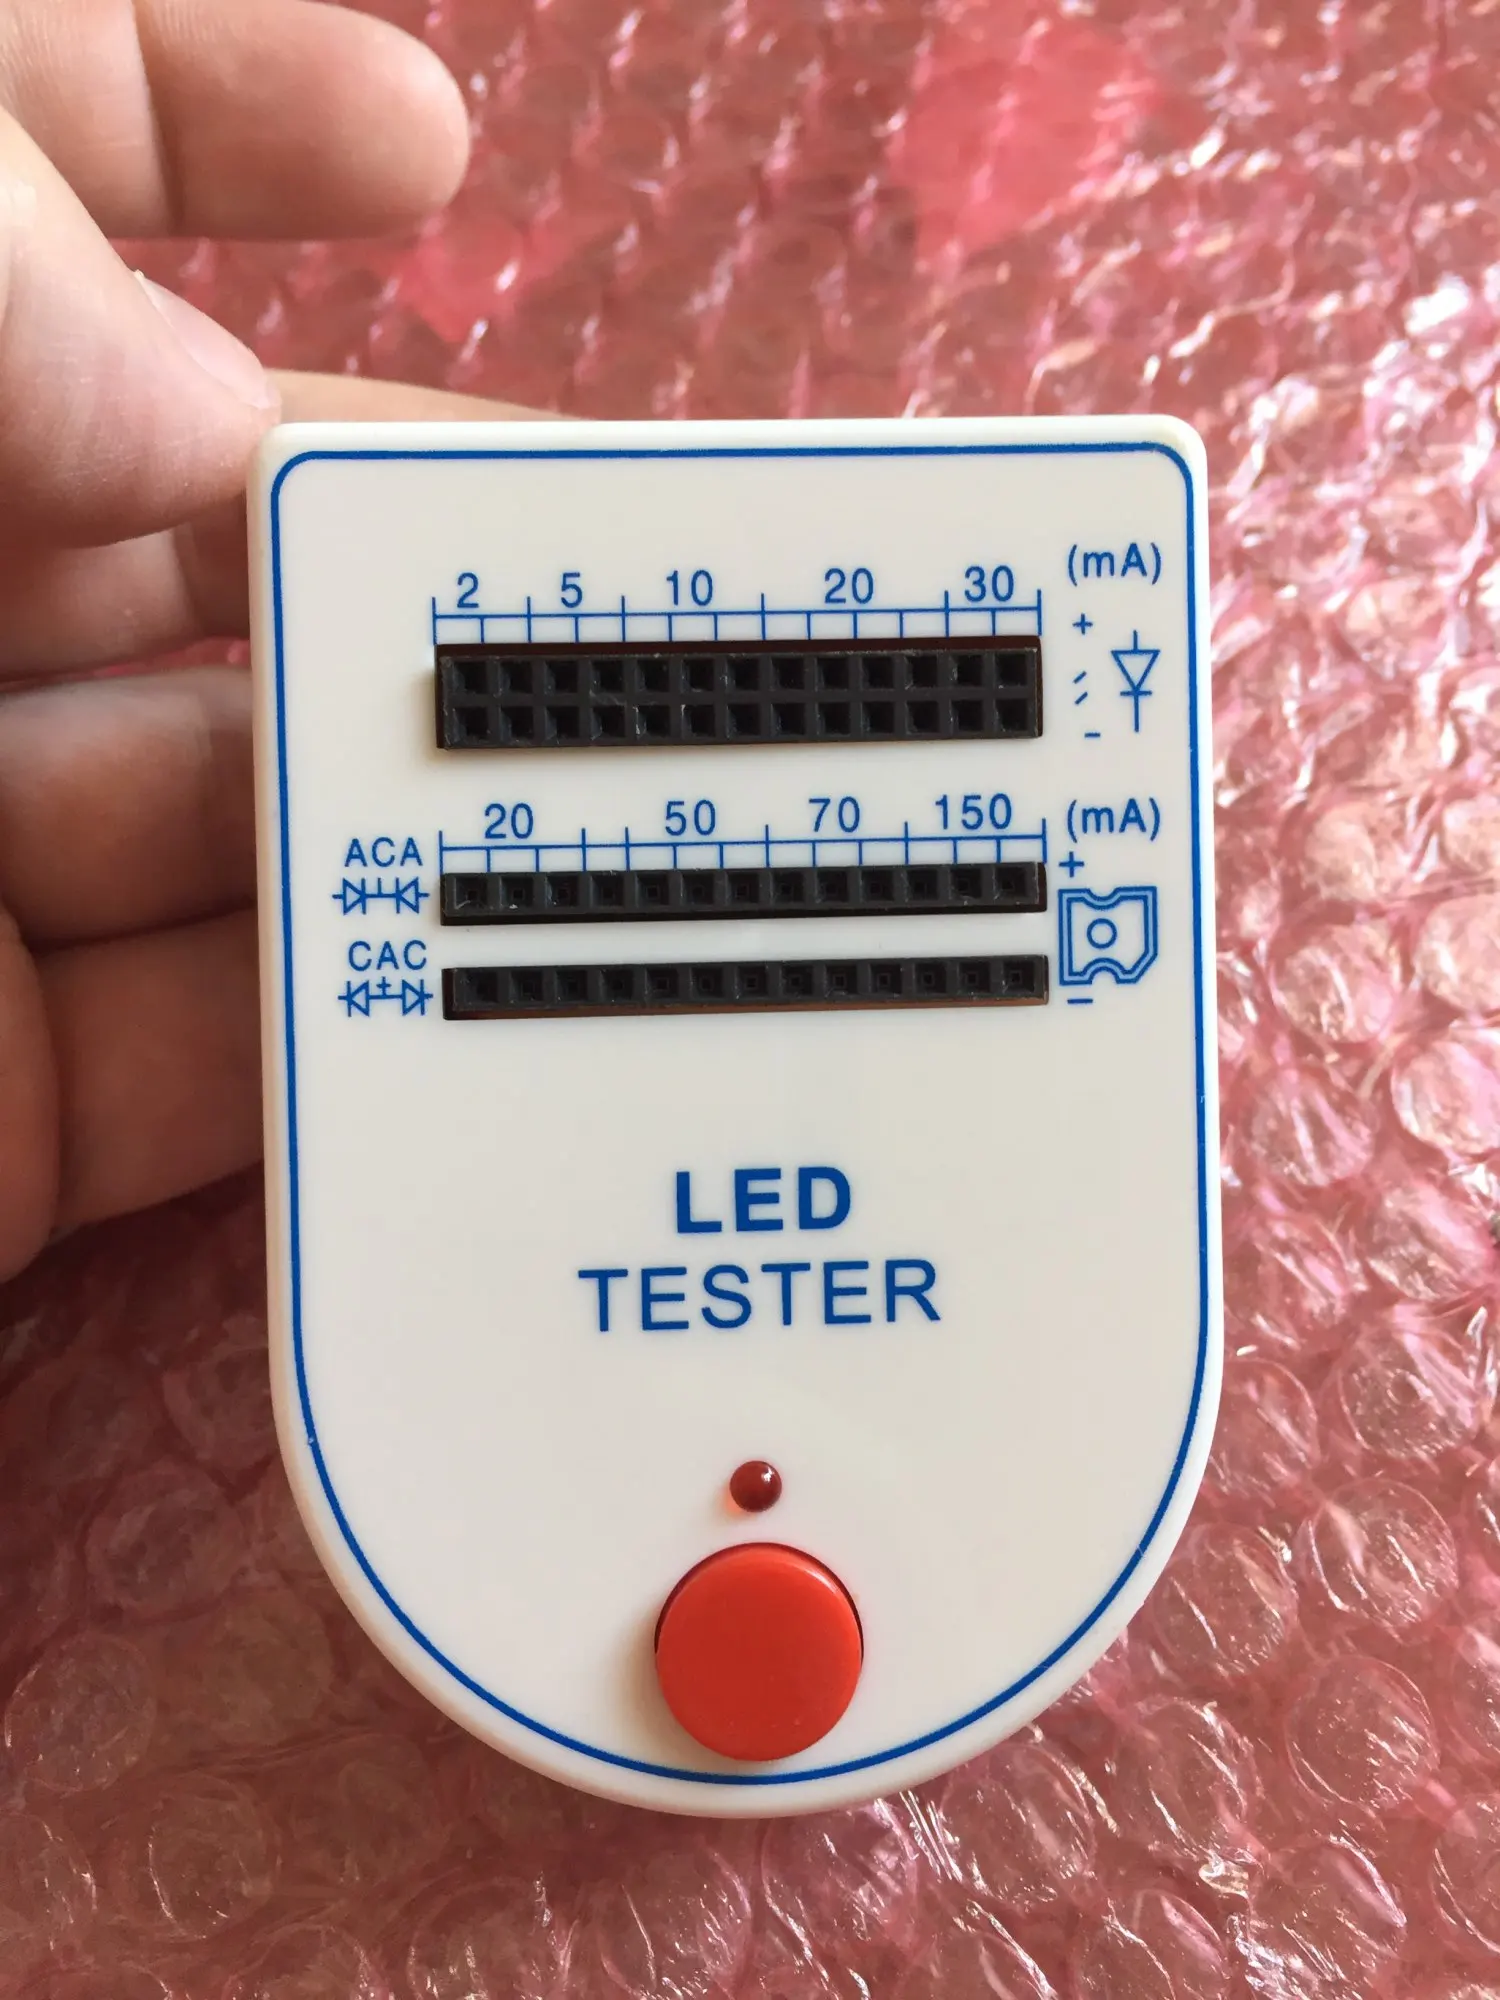 2 5 10 20 30 (mA)
+
-
20 50 70 150 (mA)
ACA
+
CAC
+
-
LED
TESTER